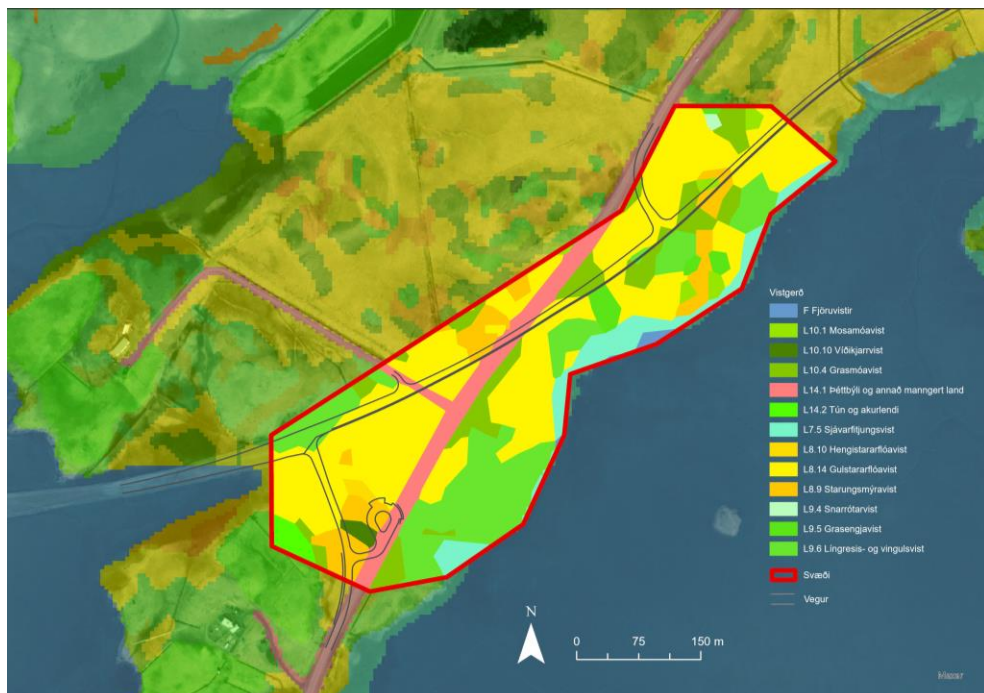 Vistgerð
F Fjöruvistir
L10.1 Mosamóavist
L10.10 Víðikjarrvist
L10.4 Grasmóavist
L14.1 Þéttbýli og annað manngert land
L14.2 Tún og akurlendi
L7.5 Sjávarfitjungsvist
L8.10 Hengistararflóavist
L8.14 Gulstararflóavist
L8.9 Starungsmýravist
L9.4 Snarrótarvist
L9.5 Grasengjavist
L9.6 Língresis- og vingulsvist
Svæði
Vegur
N
0 75 150 m